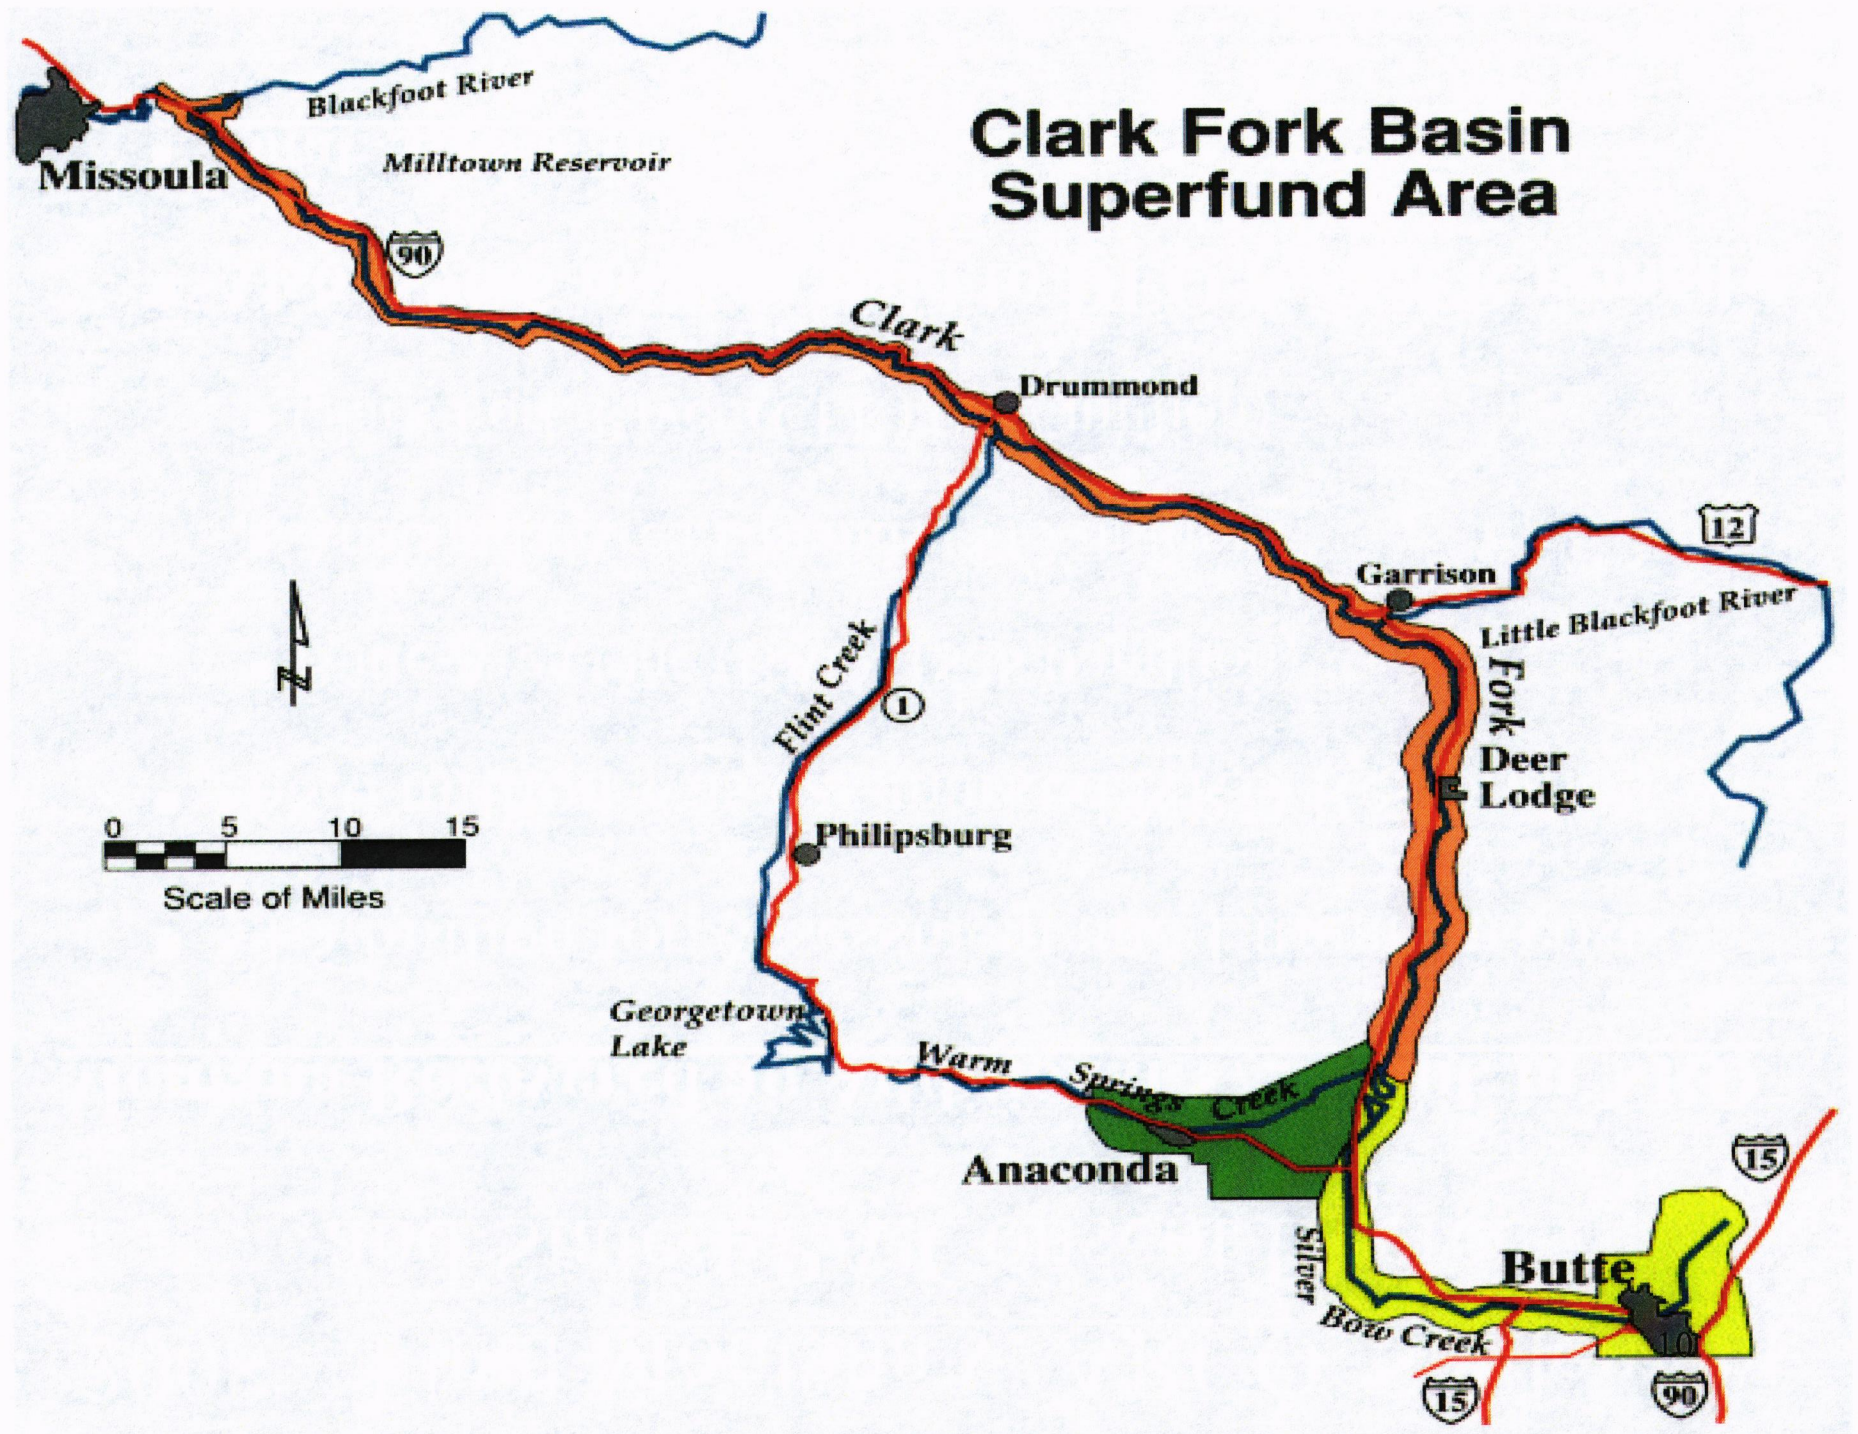 Blackfoot River
Clark Fork Basin
Superfund Area
Milltown Reservoir
Missoula
90
Clark
Drummond
12
Garrison
Little Blackfoot River
Fork
Flint Creek
1
Deer
Lodge
0 5 10 15
Scale of Miles
Philipsburg
N
Georgetown
Lake
Warm Springs Creek
Anaconda
15
Silver
Bow Creek
Butte
10
15
90